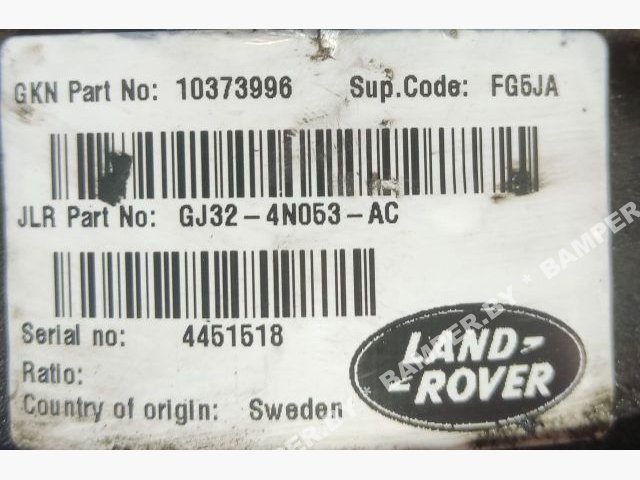 GKN Part No: 10373996 Sup.Code: FG5JA
JLR Part No: GJ32-4N053-AC
Serial no: 4451518
Ratio:
Country of origin: Sweden
LAND
ROVER
* BAMPER.BY * BAMPER